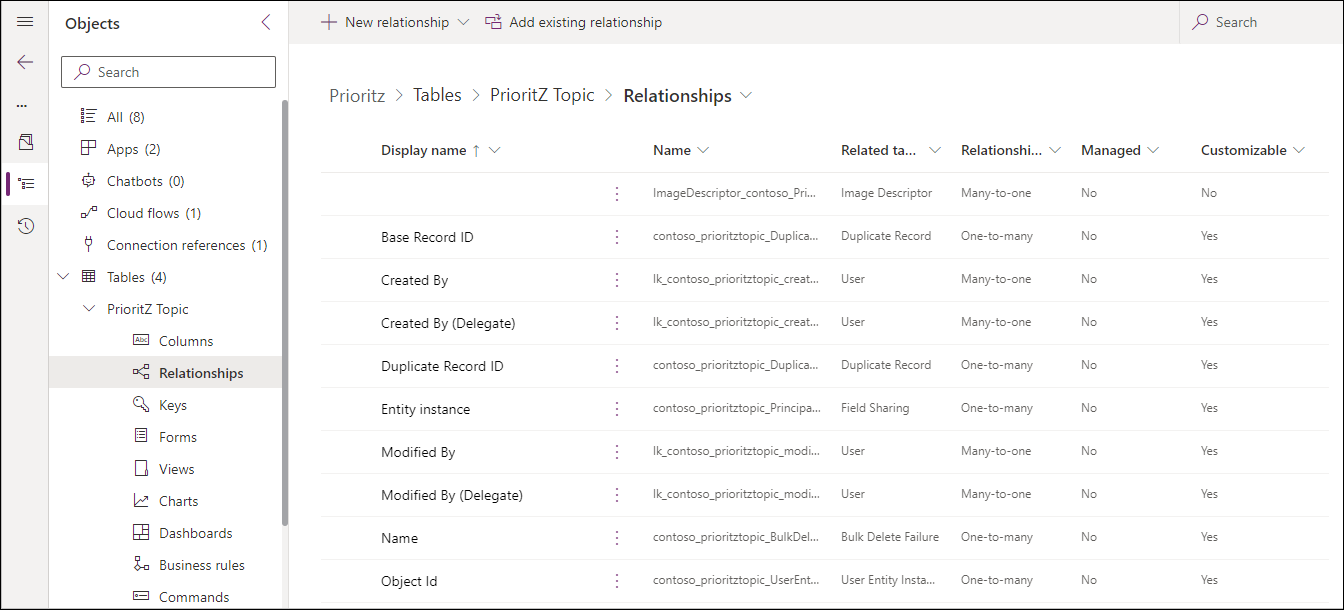 Objects
Search
All (8)
Apps (2)
Chatbots (0)
Cloud flows (1)
Connection references (1)
Tables (4)
PrioritZ Topic
Columns
Relationships
Keys
Forms
Views
Charts
Dashboards
Business rules
Commands
New relationship Add existing relationship Search
Prioritz > Tables > PrioritZ Topic > Relationships
Display name ↑ Name Related ta... Relationshi... Managed Customizable
ImageDescriptor_contoso_Pri... Image Descriptor Many-to-one No No
Base Record ID contoso_prioritztopic_Duplica... Duplicate Record One-to-many No Yes
Created By lk_contoso_prioritztopic_creat... User Many-to-one No Yes
Created By (Delegate) lk_contoso_prioritztopic_creat... User Many-to-one No Yes
Duplicate Record ID contoso_prioritztopic_Duplica... Duplicate Record One-to-many No Yes
Entity instance contoso_prioritztopic_Principa... Field Sharing One-to-many No Yes
Modified By lk_contoso_prioritztopic_modi... User Many-to-one No Yes
Modified By (Delegate) lk_contoso_prioritztopic_modi... User Many-to-one No Yes
Name contoso_prioritztopic_BulkDel... Bulk Delete Failure One-to-many No Yes
Object Id contoso_prioritztopic_UserEnt... User Entity Insta... One-to-many No Yes